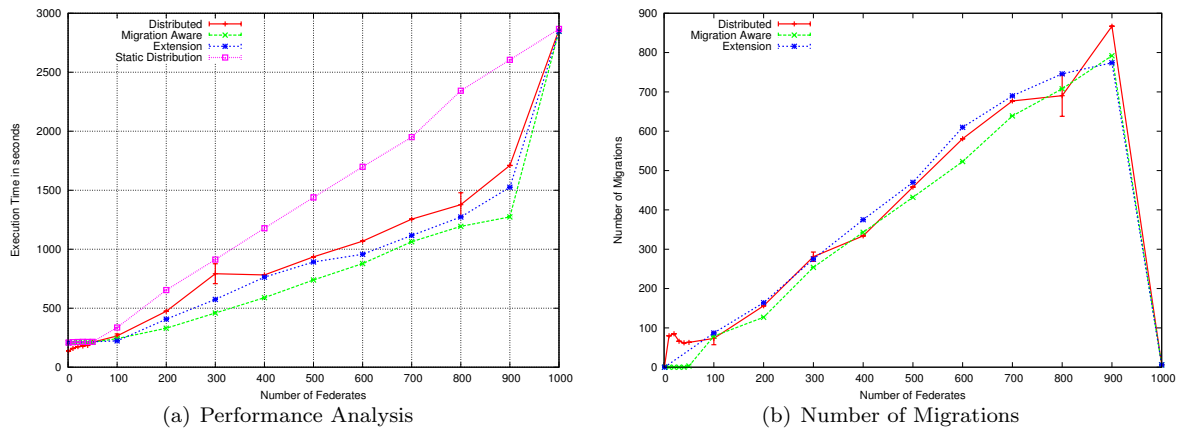 3000
2500
2000
1500
1000
500
0
Execution Time in seconds
Distributed
Migration Aware
Extension
Static Distribution
0 100 200 300 400 500 600 700 800 900 1000
Number of Federates
(a) Performance Analysis
900
800
700
600
500
400
300
200
100
0
Number of Migrations
Distributed
Migration Aware
Extension
0 100 200 300 400 500 600 700 800 900 1000
Number of Federates
(b) Number of Migrations